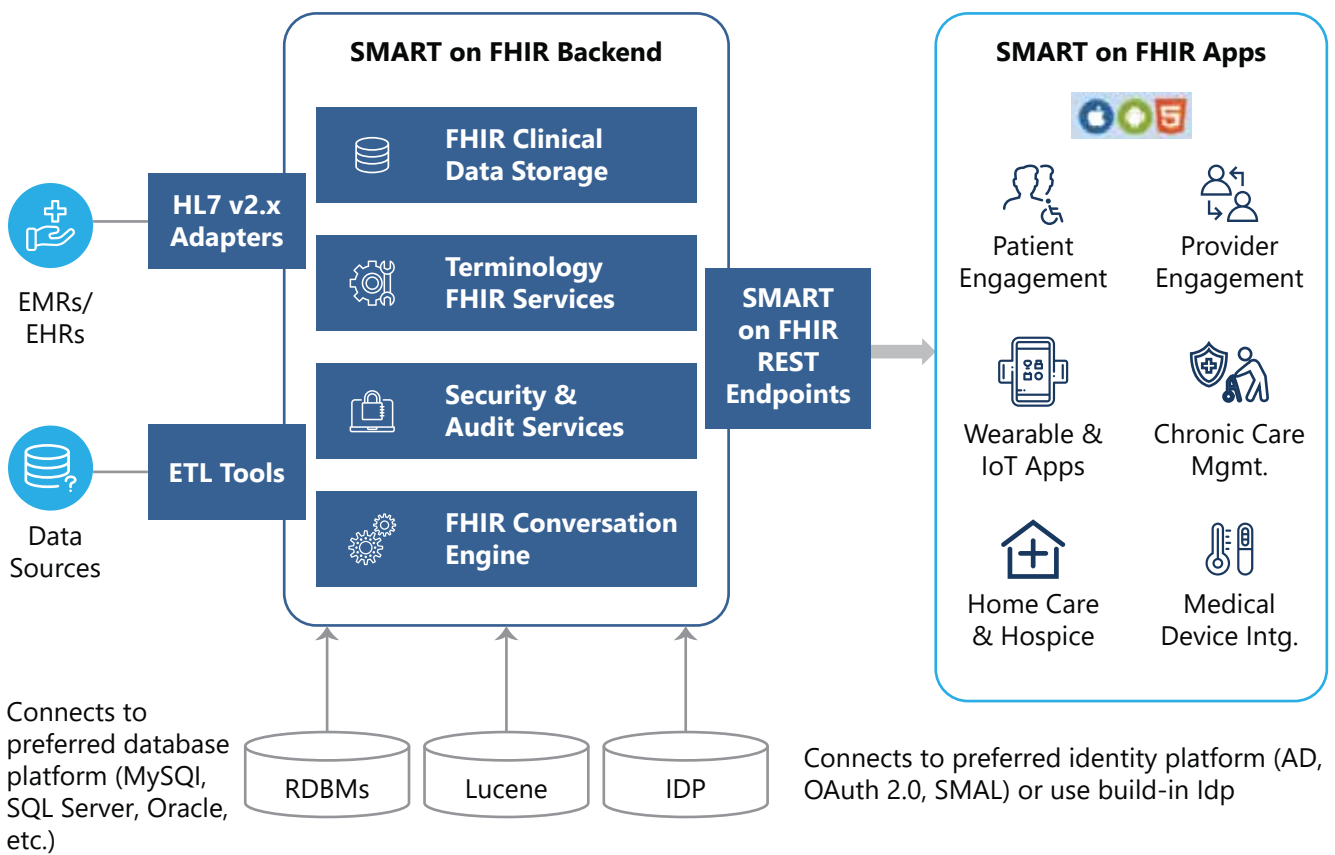 SMART on FHIR Backend
FHIR Clinical
Data Storage
Terminology
FHIR Services
Security &
Audit Services
FHIR Conversation
Engine
HL7 v2.x
Adapters
EMRs/
EHRs
ETL Tools
Data
Sources
SMART
on FHIR
REST
Endpoints
SMART on FHIR Apps
5
Patient
Engagement
Provider
Engagement
Wearable &
IoT Apps
Chronic Care
Mgmt.
Home Care
& Hospice
Medical
Device Intg.
Connects to
preferred database
platform (MySQl,
SQL Server, Oracle,
etc.)
RDBMs
Lucene
IDP
Connects to preferred identity platform (AD,
OAuth 2.0, SMAL) or use build-in Idp